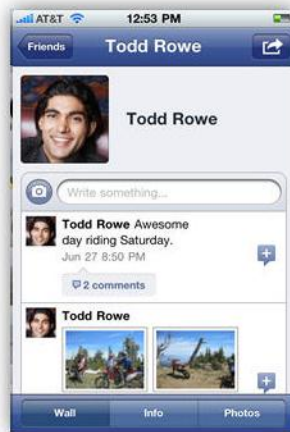 AT&T 12:53 PM
Friends Todd Rowe
Todd Rowe
Write something...
Todd Rowe Awesome
day riding Saturday.
Jun 27 8:50 PM
2 comments
Todd Rowe
Wall Info Photos